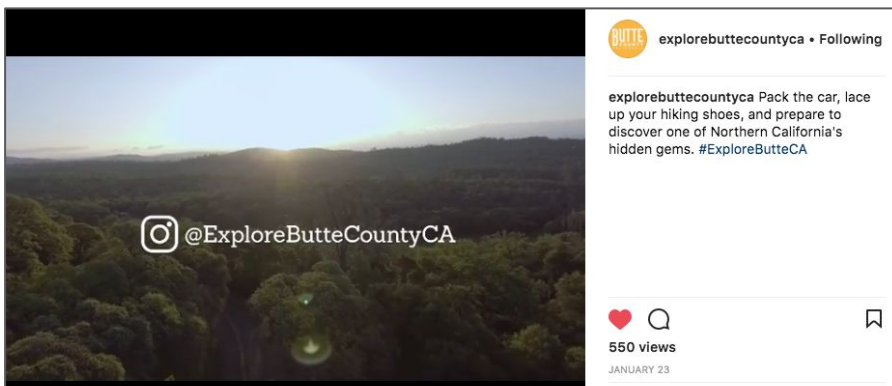 @ExploreButteCountyCA
BUTTE
COUNTY
explorebuttecountyca • Following
explorebuttecountyca Pack the car, lace
up your hiking shoes, and prepare to
discover one of Northern California's
hidden gems. #ExploreButteCA
550 views
JANUARY 23